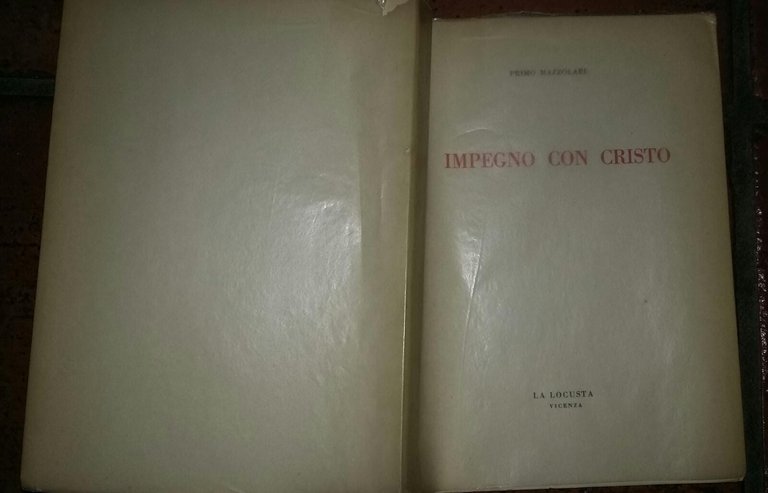 PRIMO MAZZOLARI
IMPEGNO CON CRISTO
LA LOCUSTA
VICENZA